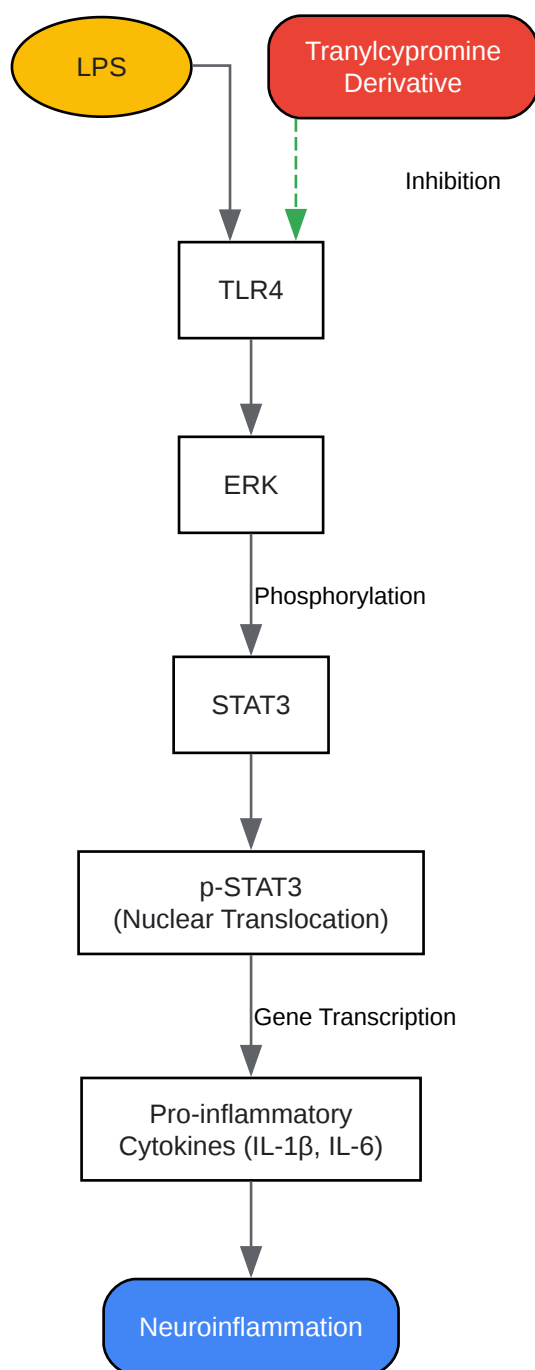 LPS
Tranylcypromine
Derivative
Inhibition
TLR4
ERK
Phosphorylation
STAT3
p-STAT3
(Nuclear Translocation)
Gene Transcription
Pro-inflammatory
Cytokines (IL-1β, IL-6)
Neuroinflammation